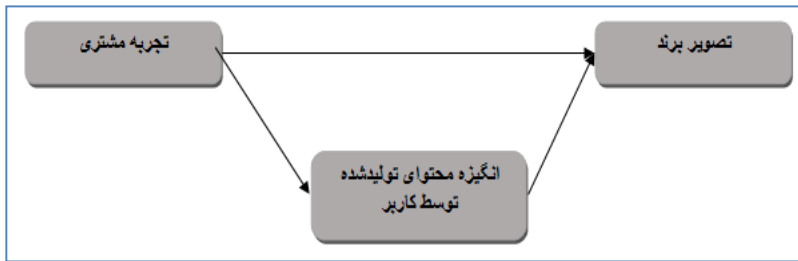 تجربه مشتری
تصویر برند
انگیزه محتوای تولیدشده
توسط کاربر